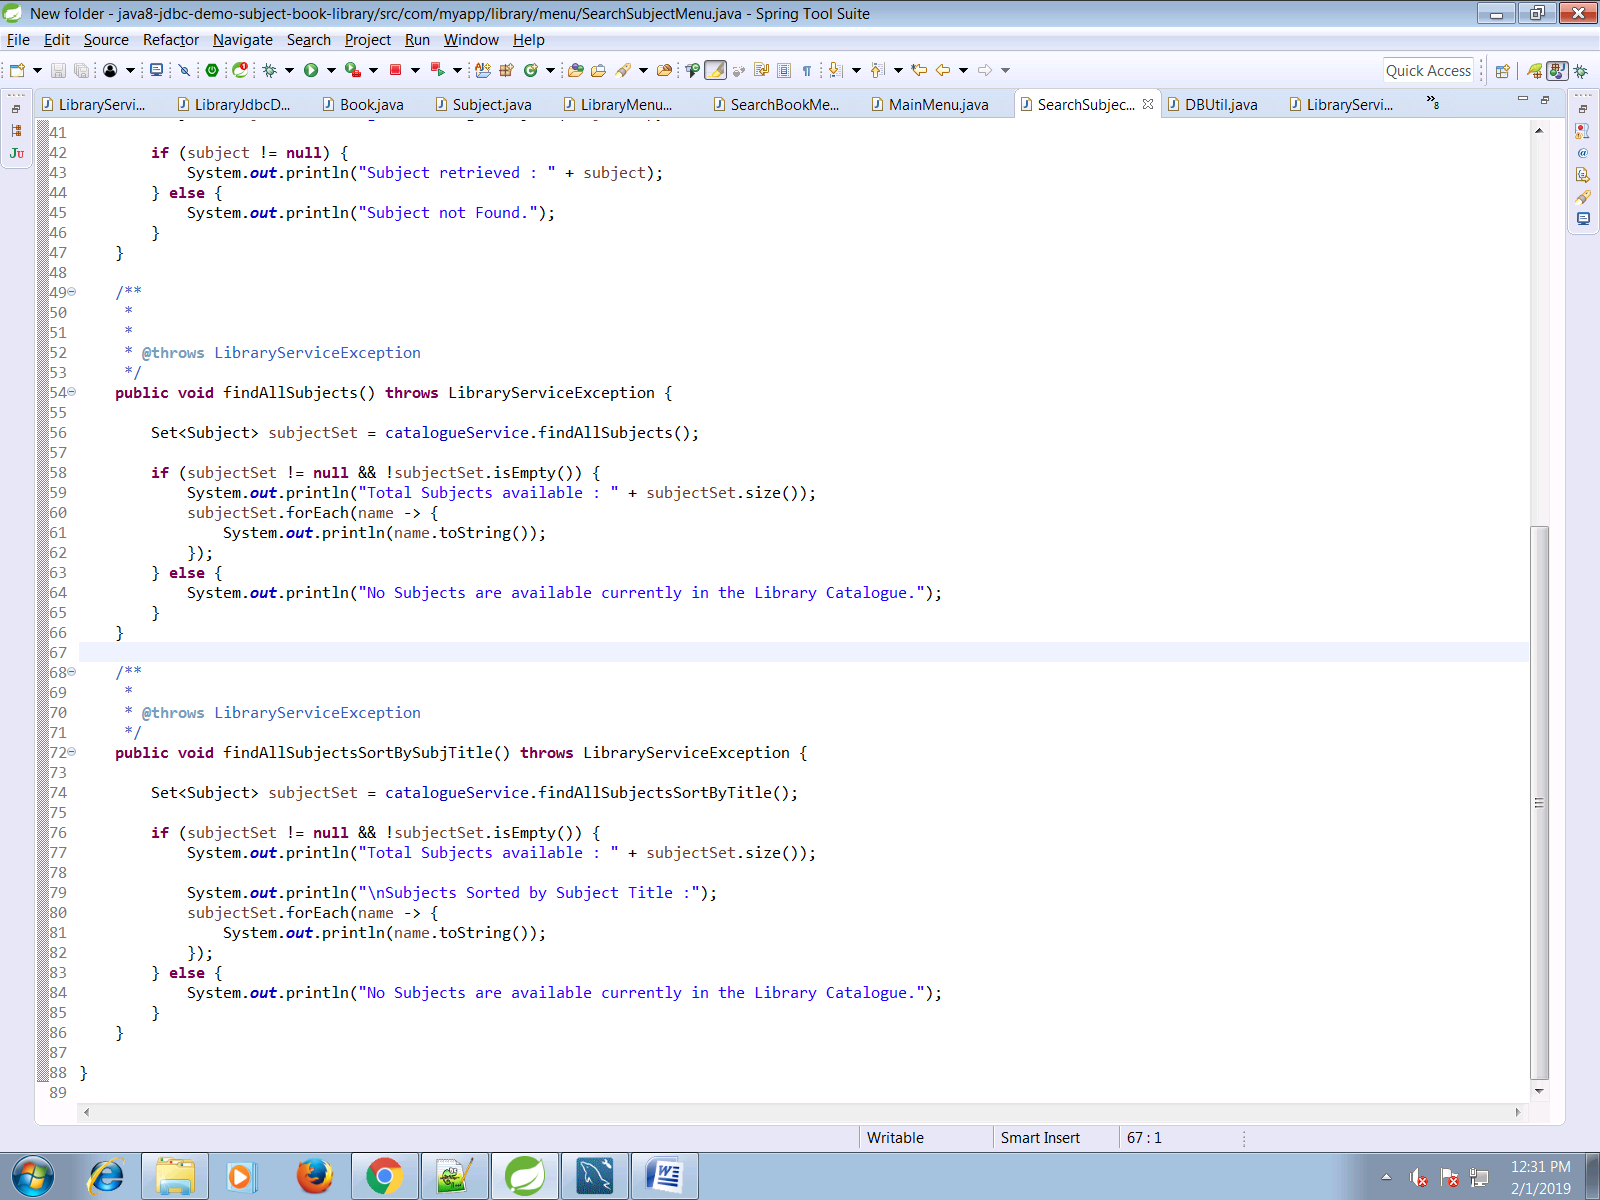 New folder - java8-jdbc-demo-subject-book-library/src/com/myapp/library/menu/SearchSubjectMenu.java - Spring Tool Suite
File Edit Source Refactor Navigate Search Project Run Window Help
Quick Access
LibraryServi... LibraryJdbcD... Book.java Subject.java LibraryMenu... SearchBookMe... MainMenu.java SearchSubjec... DBUtil.java LibraryServi... »8
41
42 if (subject != null) {
43 System.out.println("Subject retrieved : " + subject);
44 } else {
45 System.out.println("Subject not Found.");
46 }
47 }
48
49 /**
50 *
51 *
52 * @throws LibraryServiceException
53 */
54 public void findAllSubjects() throws LibraryServiceException {
55
56 Set<Subject> subjectSet = catalogueService.findAllSubjects();
57
58 if (subjectSet != null && !subjectSet.isEmpty()) {
59 System.out.println("Total Subjects available : " + subjectSet.size());
60 subjectSet.forEach(name -> {
61 System.out.println(name.toString());
62 });
63 } else {
64 System.out.println("No Subjects are available currently in the Library Catalogue.");
65 }
66 }
67
68 /**
69 *
70 * @throws LibraryServiceException
71 */
72 public void findAllSubjectsSortBySubjTitle() throws LibraryServiceException {
73
74 Set<Subject> subjectSet = catalogueService.findAllSubjectsSortByTitle();
75
76 if (subjectSet != null && !subjectSet.isEmpty()) {
77 System.out.println("Total Subjects available : " + subjectSet.size());
78
79 System.out.println("\nSubjects Sorted by Subject Title :");
80 subjectSet.forEach(name -> {
81 System.out.println(name.toString());
82 });
83 } else {
84 System.out.println("No Subjects are available currently in the Library Catalogue.");
85 }
86 }
87
88 }
89
Writable Smart Insert 67 : 1
12:31 PM
2/1/2019